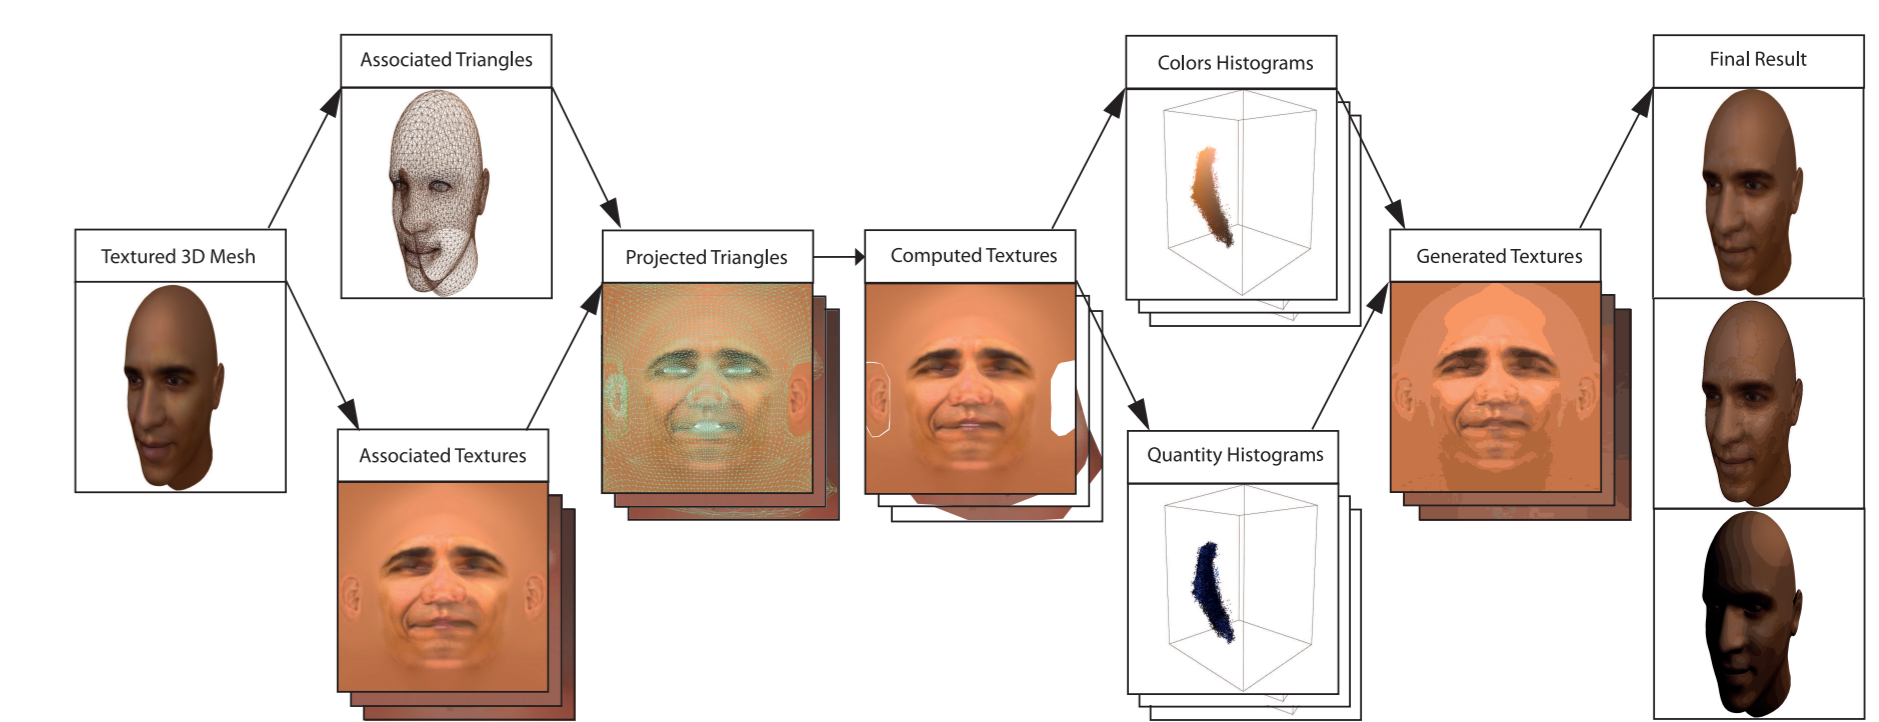 Associated Triangles
Colors Histograms
Final Result
Textured 3D Mesh
Projected Triangles
Computed Textures
Generated Textures
Associated Textures
Quantity Histograms